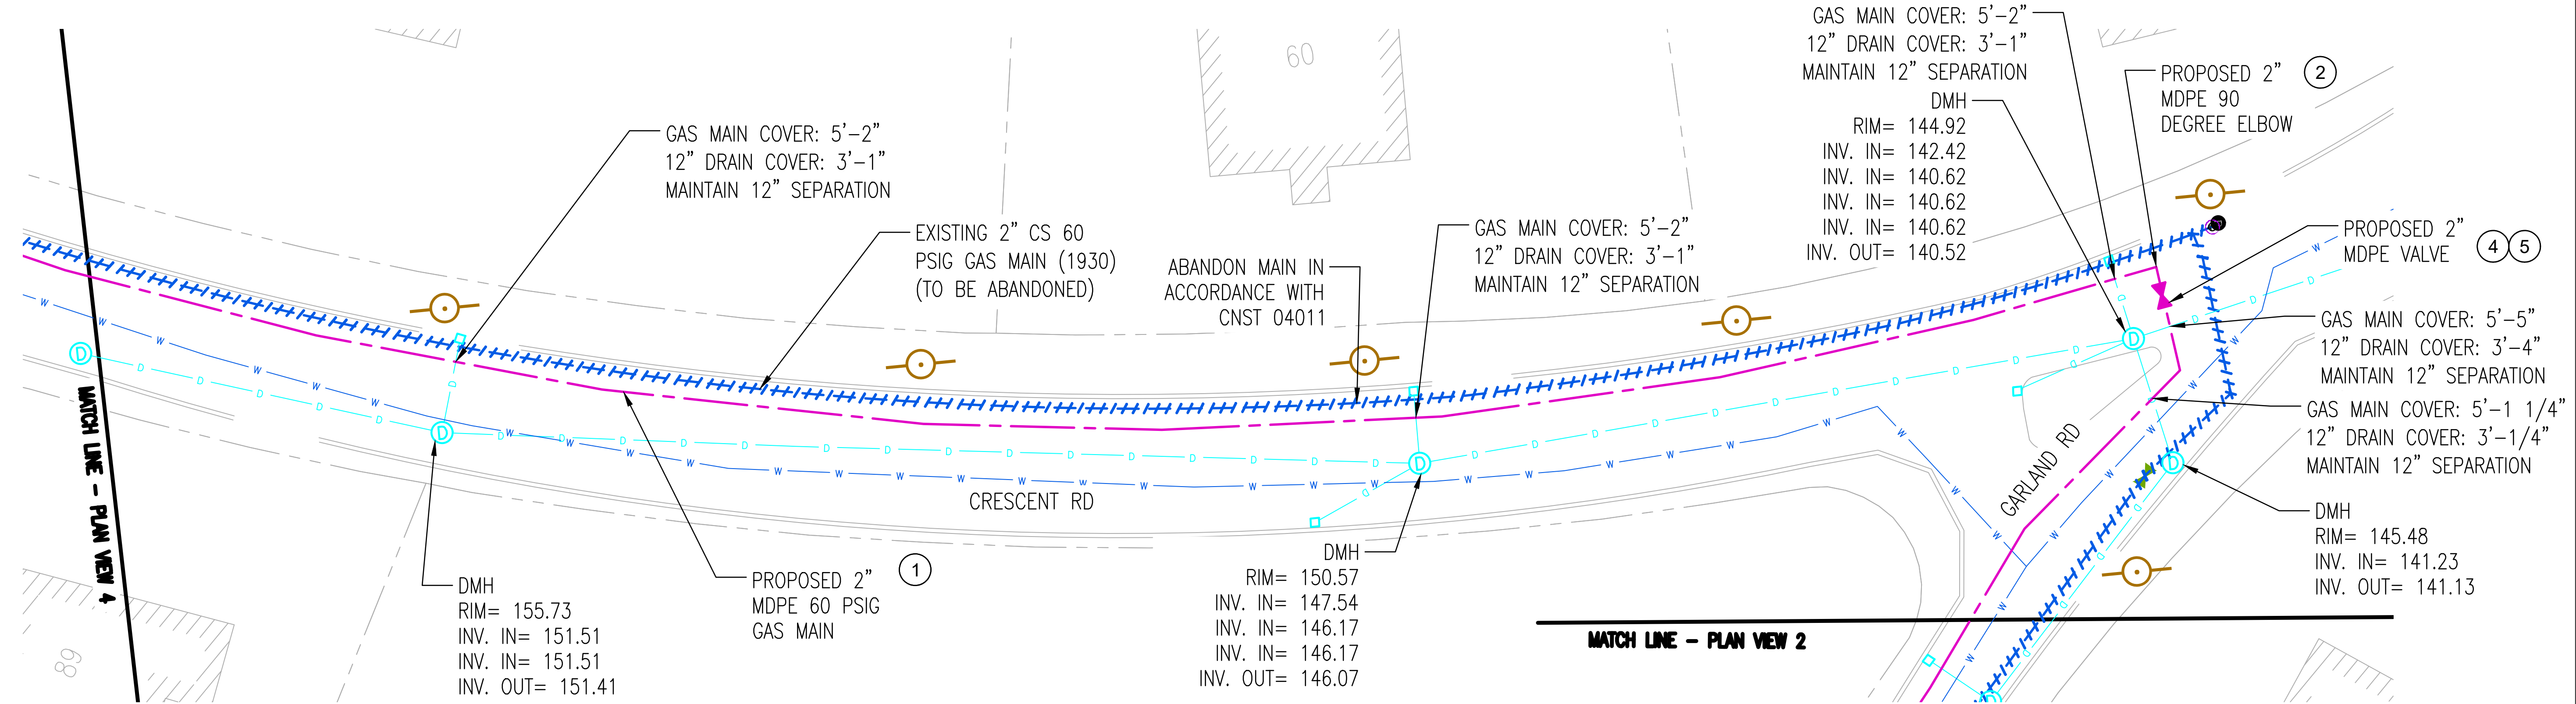 GAS MAIN COVER: 5'-2"
12" DRAIN COVER: 3'-1"
MAINTAIN 12" SEPARATION
DMH
RIM= 144.92
INV. IN= 142.42
INV. IN= 140.62
INV. IN= 140.62
INV. IN= 140.62
INV. OUT= 140.52
PROPOSED 2"
MDPE 90
DEGREE ELBOW
2
60
GAS MAIN COVER: 5'-2"
12" DRAIN COVER: 3'-1"
MAINTAIN 12" SEPARATION
EXISTING 2" CS 60
PSIG GAS MAIN (1930)
(TO BE ABANDONED)
ABANDON MAIN IN
ACCORDANCE WITH
CNST 04011
GAS MAIN COVER: 5'-2"
12" DRAIN COVER: 3'-1"
MAINTAIN 12" SEPARATION
PROPOSED 2"
MDPE VALVE
4 5
GAS MAIN COVER: 5'-5"
12" DRAIN COVER: 3'-4"
MAINTAIN 12" SEPARATION
GAS MAIN COVER: 5'-1 1/4"
12" DRAIN COVER: 3'-1/4"
MAINTAIN 12" SEPARATION
MATCH LINE - PLAN VIEW 4
CRESCENT RD
GARLAND RD
DMH
RIM= 155.73
INV. IN= 151.51
INV. IN= 151.51
INV. OUT= 151.41
PROPOSED 2"
MDPE 60 PSIG
GAS MAIN
1
DMH
RIM= 150.57
INV. IN= 147.54
INV. IN= 146.17
INV. IN= 146.17
INV. OUT= 146.07
DMH
RIM= 145.48
INV. IN= 141.23
INV. OUT= 141.13
MATCH LINE - PLAN VIEW 2
89